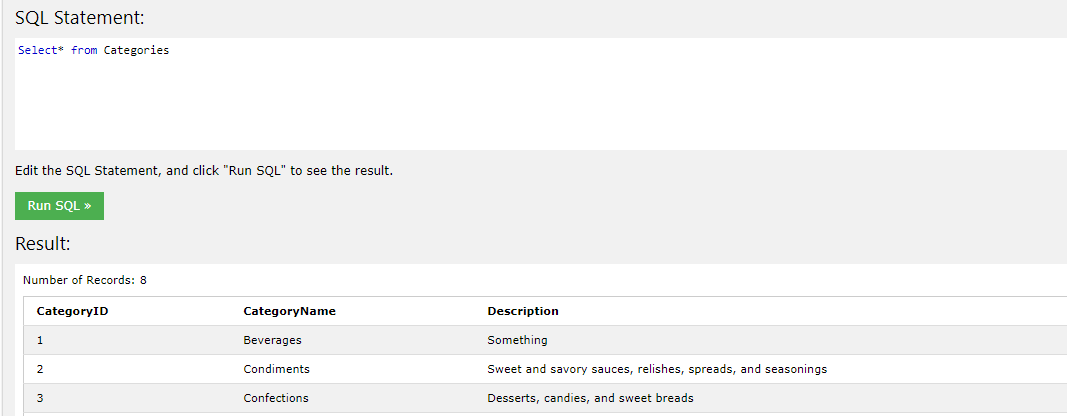 SQL Statement:
Select* from Categories
Edit the SQL Statement, and click "Run SQL" to see the result.
Run SQL »
Result:
Number of Records: 8
CategoryID CategoryName Description
1 Beverages Something
2 Condiments Sweet and savory sauces, relishes, spreads, and seasonings
3 Confections Desserts, candies, and sweet breads